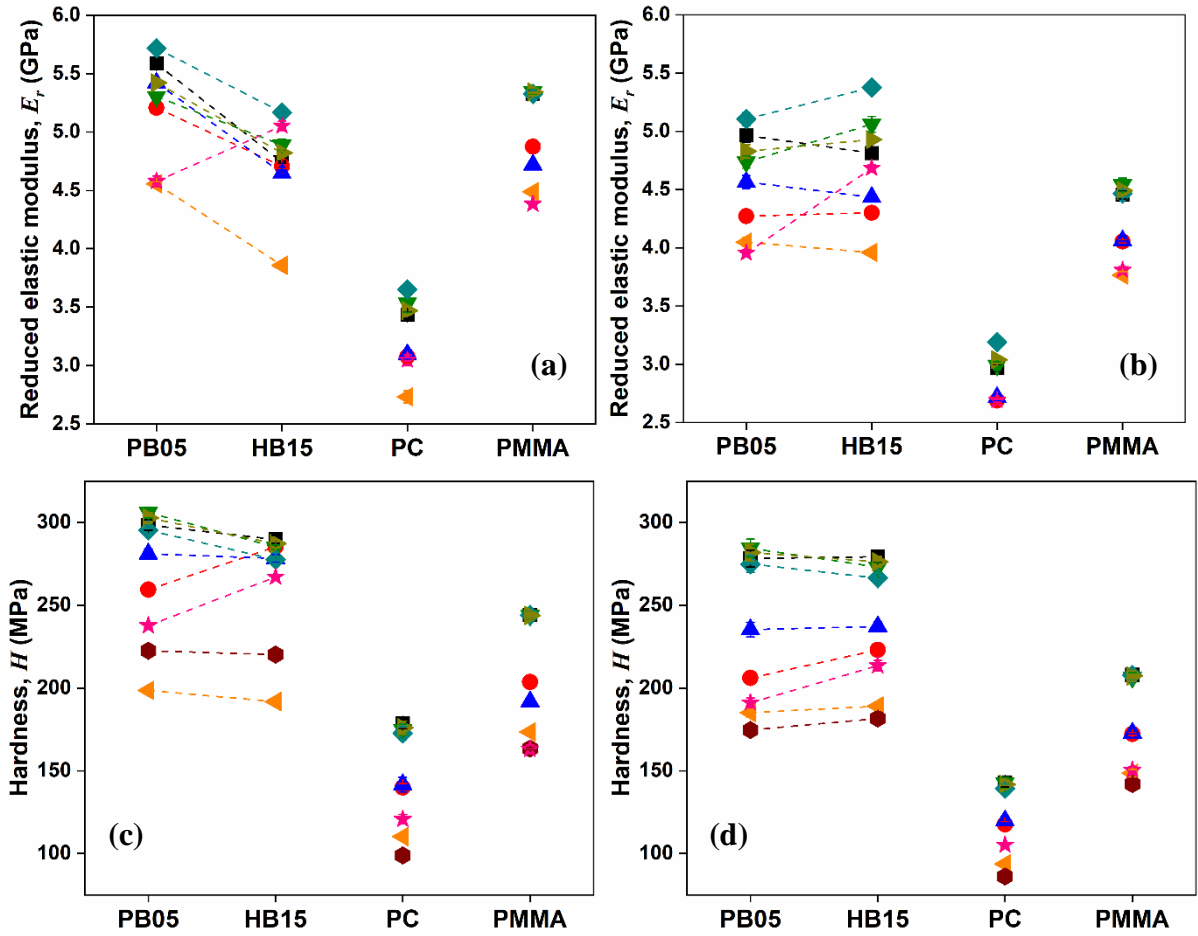 6.0
5.5
5.0
4.5
4.0
3.5
3.0
2.5
Reduced elastic modulus, E_r (GPa)
(a)
PB05 HB15 PC PMMA
6.0
5.5
5.0
4.5
4.0
3.5
3.0
2.5
Reduced elastic modulus, E_r (GPa)
(b)
PB05 HB15 PC PMMA
300
250
200
150
100
Hardness, H (MPa)
(c)
PB05 HB15 PC PMMA
300
250
200
150
100
Hardness, H (MPa)
(d)
PB05 HB15 PC PMMA